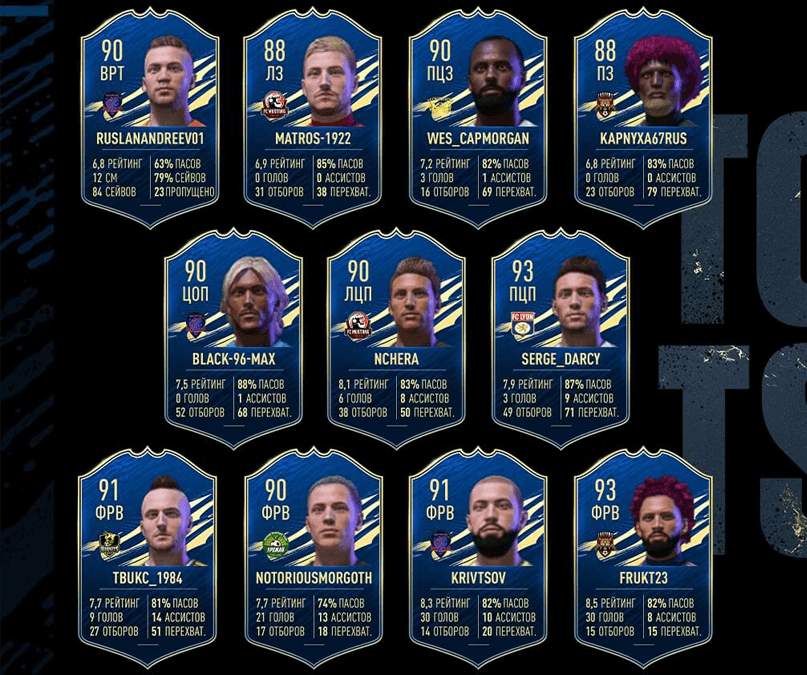 90
ВРТ
RUSLANANDREEV01
6,8 РЕЙТИНГ 63% ПАСОВ
12 СМ 79% СЕЙВОВ
84 СЕЙВОВ 23 ПРОПУЩЕНО
88
ЛЗ
FC MUSTANG
MATROS-1922
6,9 РЕЙТИНГ 85% ПАСОВ
0 ГОЛОВ 0 АССИСТОВ
31 ОТБОРОВ 38 ПЕРЕХВАТ.
90
ПЦЗ
WES_CAPMORGAN
7,2 РЕЙТИНГ 82% ПАСОВ
3 ГОЛОВ 1 АССИСТОВ
16 ОТБОРОВ 69 ПЕРЕХВАТ.
88
ПЗ
KAPNYXA67RUS
6,8 РЕЙТИНГ 83% ПАСОВ
0 ГОЛОВ 0 АССИСТОВ
23 ОТБОРОВ 79 ПЕРЕХВАТ.
90
ЦОП
BLACK-96-MAX
7,5 РЕЙТИНГ 88% ПАСОВ
0 ГОЛОВ 1 АССИСТОВ
52 ОТБОРОВ 68 ПЕРЕХВАТ.
90
ЛЦП
FC MUSTANG
NCHERA
8,1 РЕЙТИНГ 83% ПАСОВ
6 ГОЛОВ 8 АССИСТОВ
38 ОТБОРОВ 50 ПЕРЕХВАТ.
93
ПЦП
FC LYON
SERGE_DARCY
7,9 РЕЙТИНГ 87% ПАСОВ
3 ГОЛОВ 9 АССИСТОВ
49 ОТБОРОВ 71 ПЕРЕХВАТ.
91
ФРВ
TBUKC_1984
7,7 РЕЙТИНГ 81% ПАСОВ
9 ГОЛОВ 14 АССИСТОВ
27 ОТБОРОВ 51 ПЕРЕХВАТ.
90
ФРВ
NOTORIOUSMORGOTH
7,7 РЕЙТИНГ 74% ПАСОВ
21 ГОЛОВ 13 АССИСТОВ
17 ОТБОРОВ 18 ПЕРЕХВАТ.
91
ФРВ
KRIVTSOV
8,3 РЕЙТИНГ 82% ПАСОВ
30 ГОЛОВ 10 АССИСТОВ
14 ОТБОРОВ 20 ПЕРЕХВАТ.
93
ФРВ
FRUKT23
8,5 РЕЙТИНГ 82% ПАСОВ
30 ГОЛОВ 8 АССИСТОВ
15 ОТБОРОВ 15 ПЕРЕХВАТ.
TO
TS